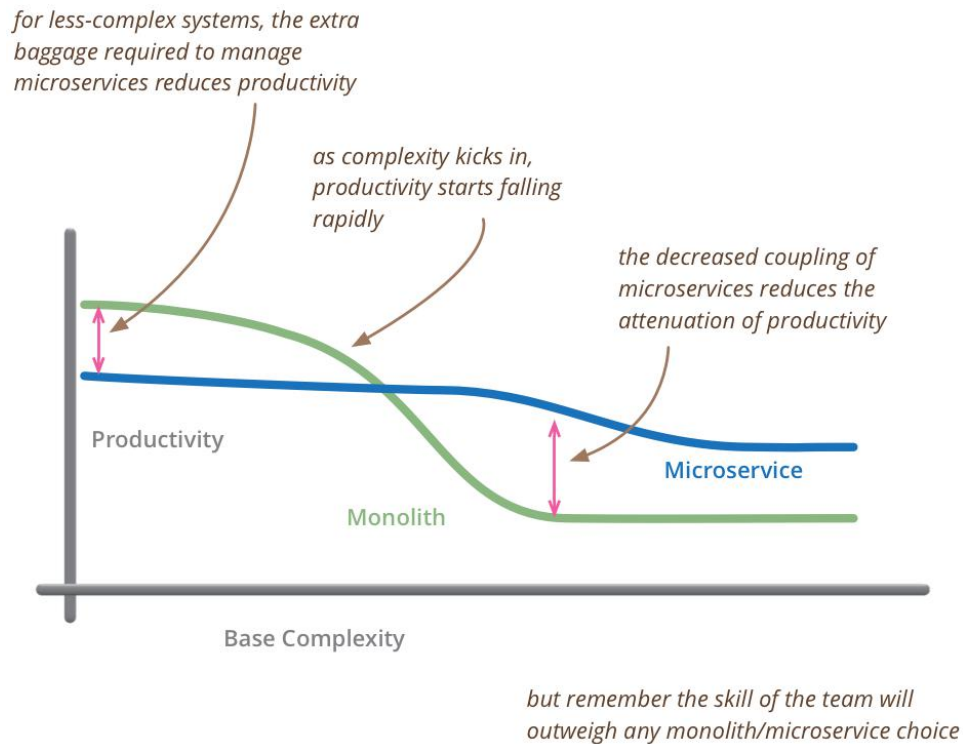 for less-complex systems, the extra
baggage required to manage
microservices reduces productivity
as complexity kicks in,
productivity starts falling
rapidly
the decreased coupling of
microservices reduces the
attenuation of productivity
Productivity
Microservice
Monolith
Base Complexity
but remember the skill of the team will
outweigh any monolith/microservice choice